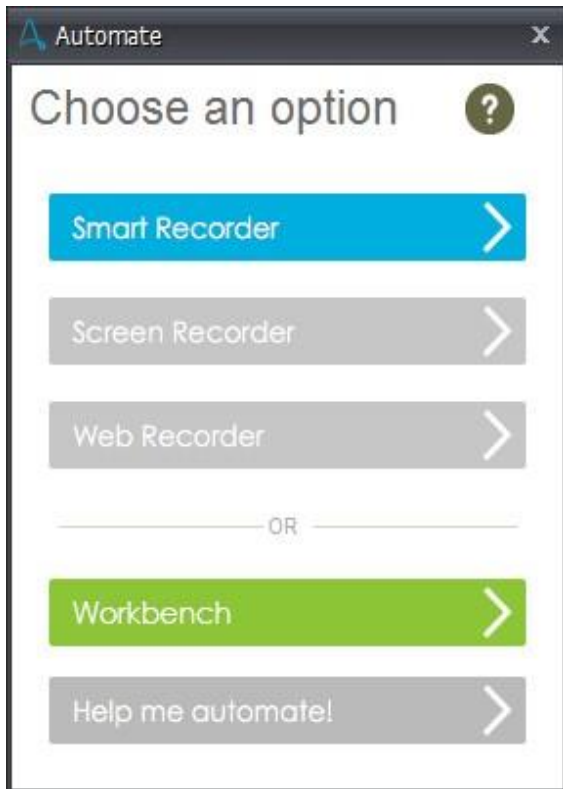 Automate
Choose an option
?
Smart Recorder
Screen Recorder
Web Recorder
OR
Workbench
Help me automate!